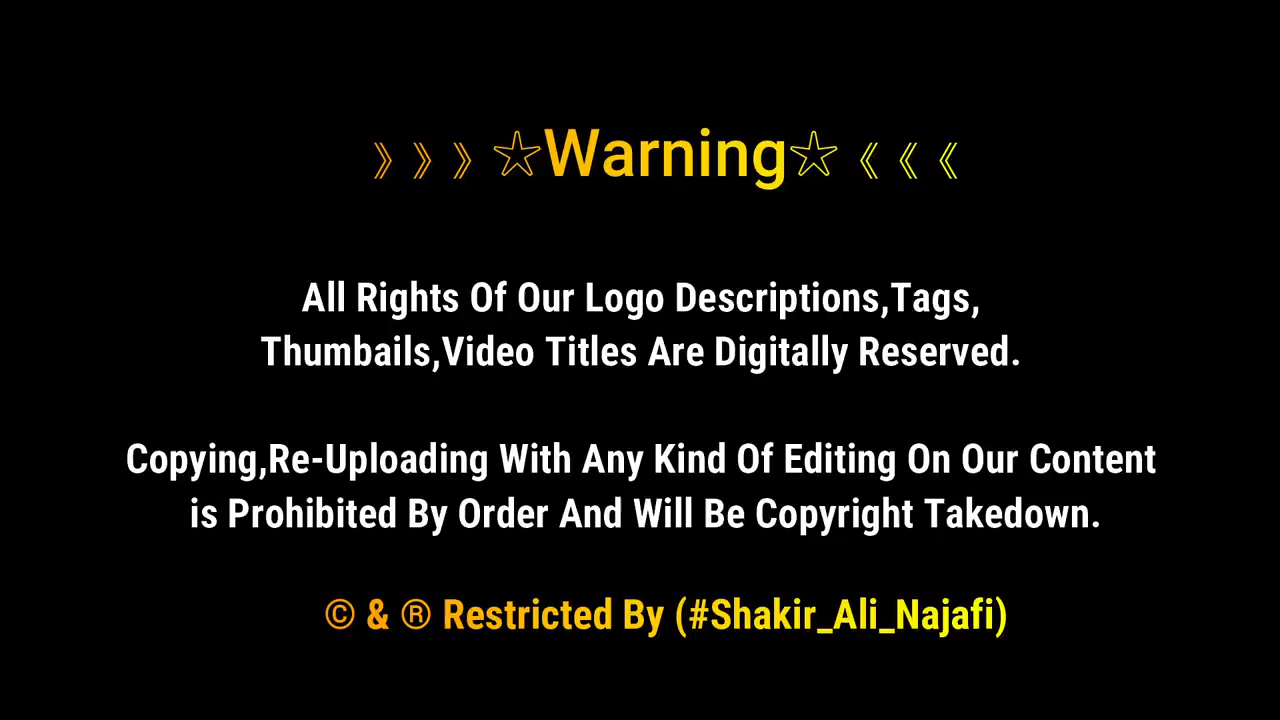 》》》☆Warning☆《《《
All Rights Of Our Logo Descriptions,Tags,
Thumbails,Video Titles Are Digitally Reserved.
Copying,Re-Uploading With Any Kind Of Editing On Our Content
is Prohibited By Order And Will Be Copyright Takedown.
© & ® Restricted By (#Shakir_Ali_Najafi)